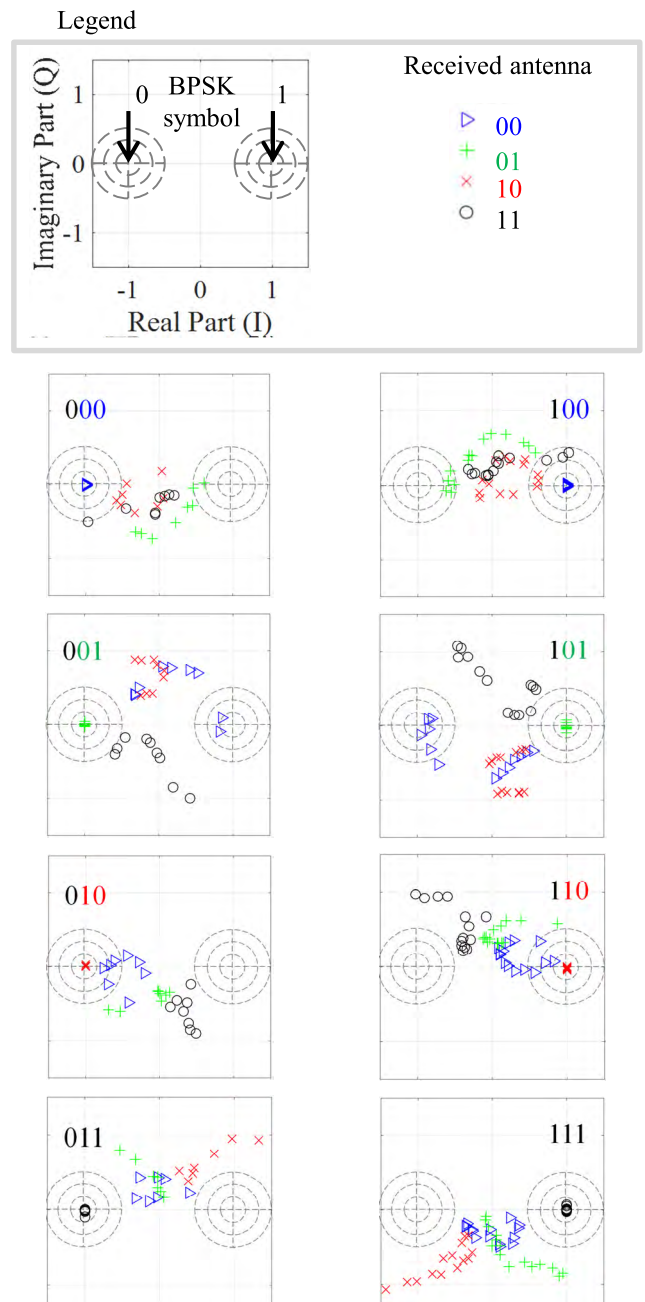 Legend
Imaginary Part (Q)
1
0
-1
0 BPSK 1
symbol
-1 0 1
Real Part (I)
Received antenna
00
01
10
11
000
100
001
101
010
110
011
111